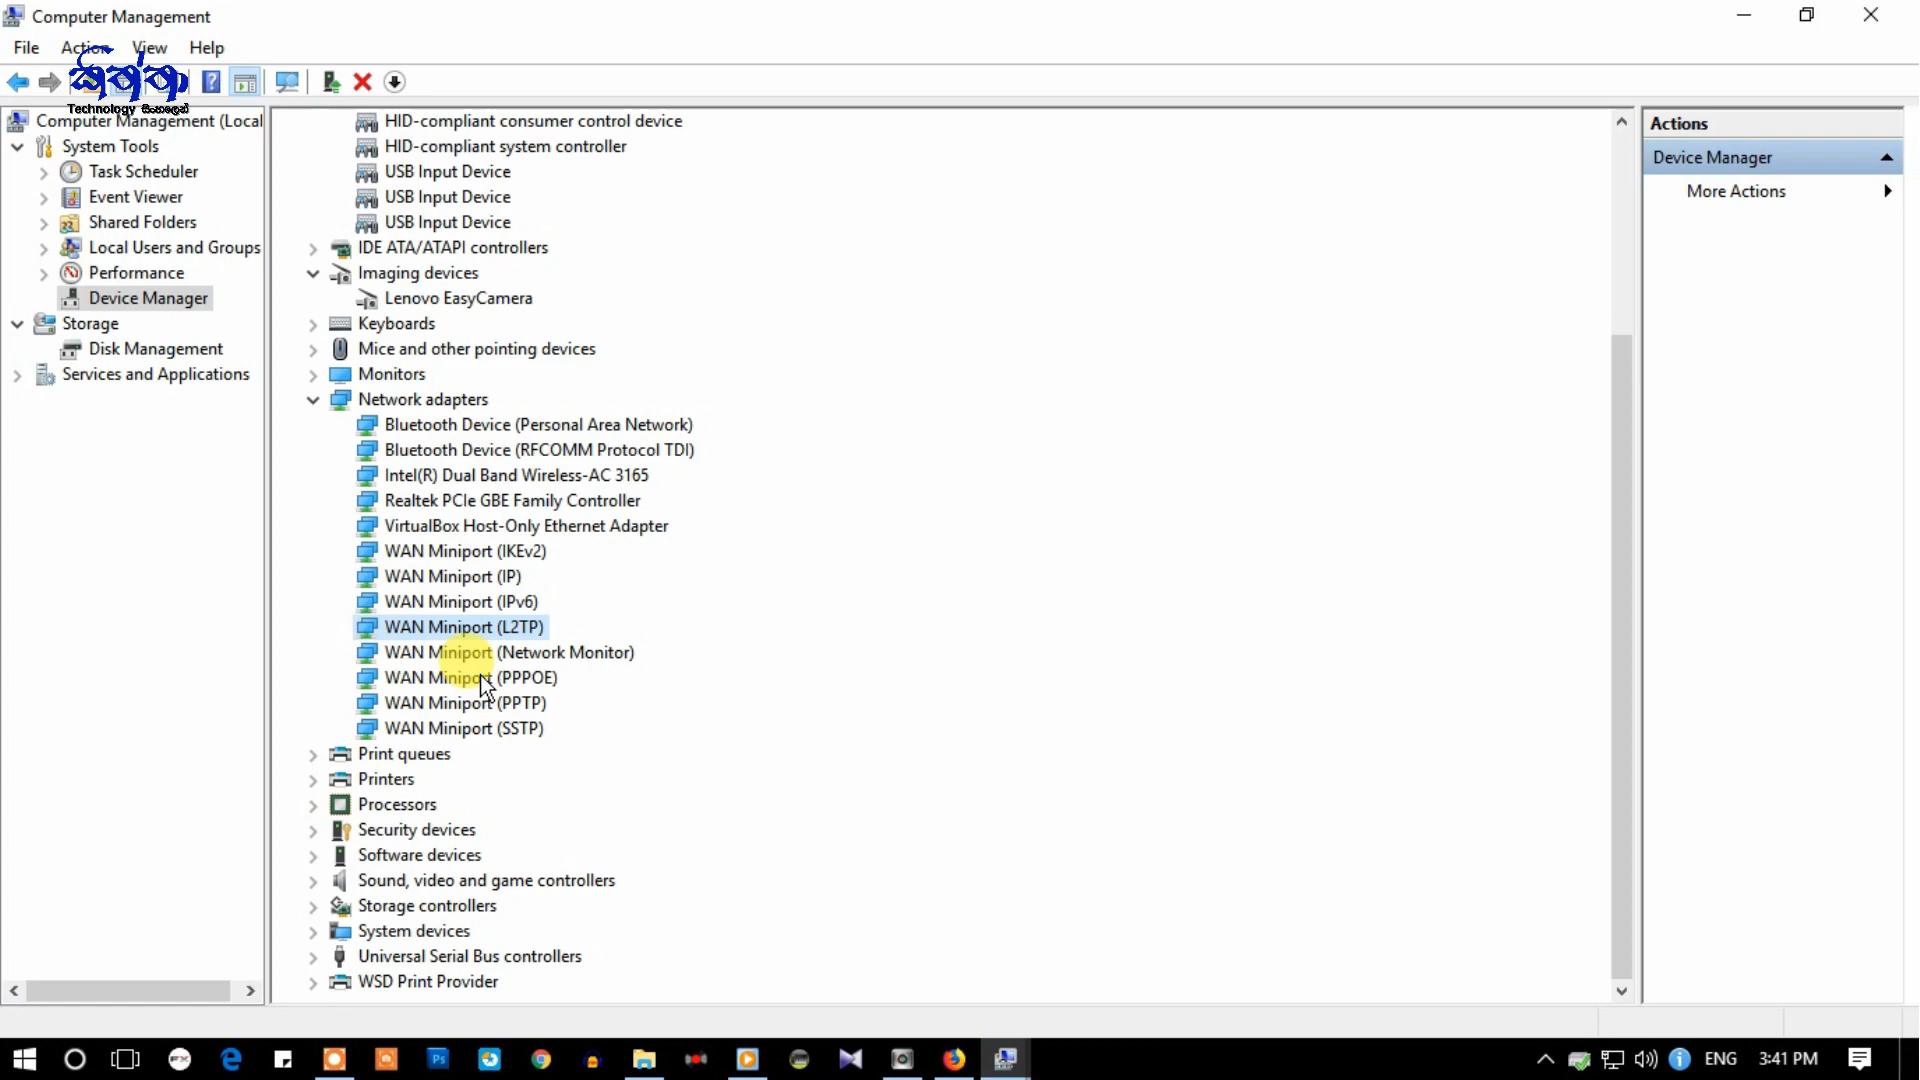 Computer Management
File Action View Help
Technology
Computer Management (Local
System Tools
Task Scheduler
Event Viewer
Shared Folders
Local Users and Groups
Performance
Device Manager
Storage
Disk Management
Services and Applications
HID-compliant consumer control device
HID-compliant system controller
USB Input Device
USB Input Device
USB Input Device
IDE ATA/ATAPI controllers
Imaging devices
Lenovo EasyCamera
Keyboards
Mice and other pointing devices
Monitors
Network adapters
Bluetooth Device (Personal Area Network)
Bluetooth Device (RFCOMM Protocol TDI)
Intel(R) Dual Band Wireless-AC 3165
Realtek PCIe GBE Family Controller
VirtualBox Host-Only Ethernet Adapter
WAN Miniport (IKEv2)
WAN Miniport (IP)
WAN Miniport (IPv6)
WAN Miniport (L2TP)
WAN Miniport (Network Monitor)
WAN Miniport (PPPOE)
WAN Miniport (PPTP)
WAN Miniport (SSTP)
Print queues
Printers
Processors
Security devices
Software devices
Sound, video and game controllers
Storage controllers
System devices
Universal Serial Bus controllers
WSD Print Provider
Actions
Device Manager
More Actions
Ps
ENG 3:41 PM